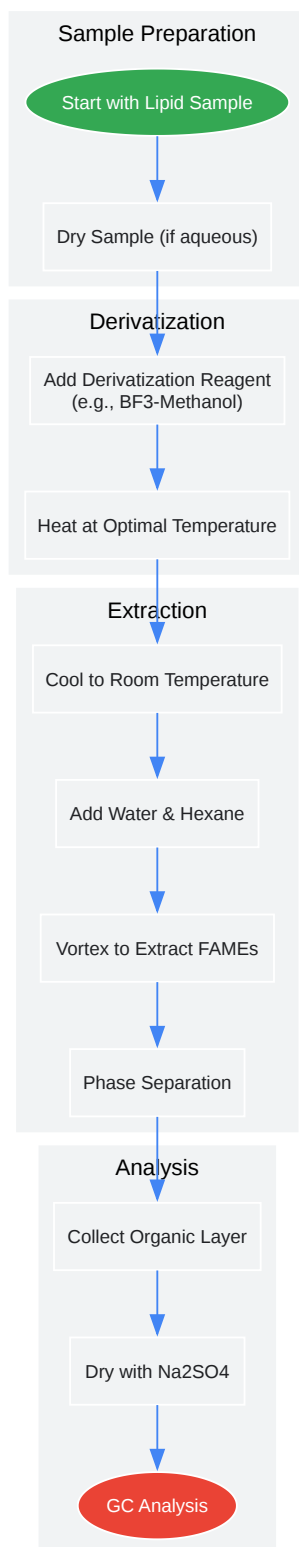 Sample Preparation
Start with Lipid Sample
Dry Sample (if aqueous)
Derivatization
Add Derivatization Reagent
(e.g., BF3-Methanol)
Heat at Optimal Temperature
Extraction
Cool to Room Temperature
Add Water & Hexane
Vortex to Extract FAMEs
Phase Separation
Analysis
Collect Organic Layer
Dry with Na2SO4
GC Analysis